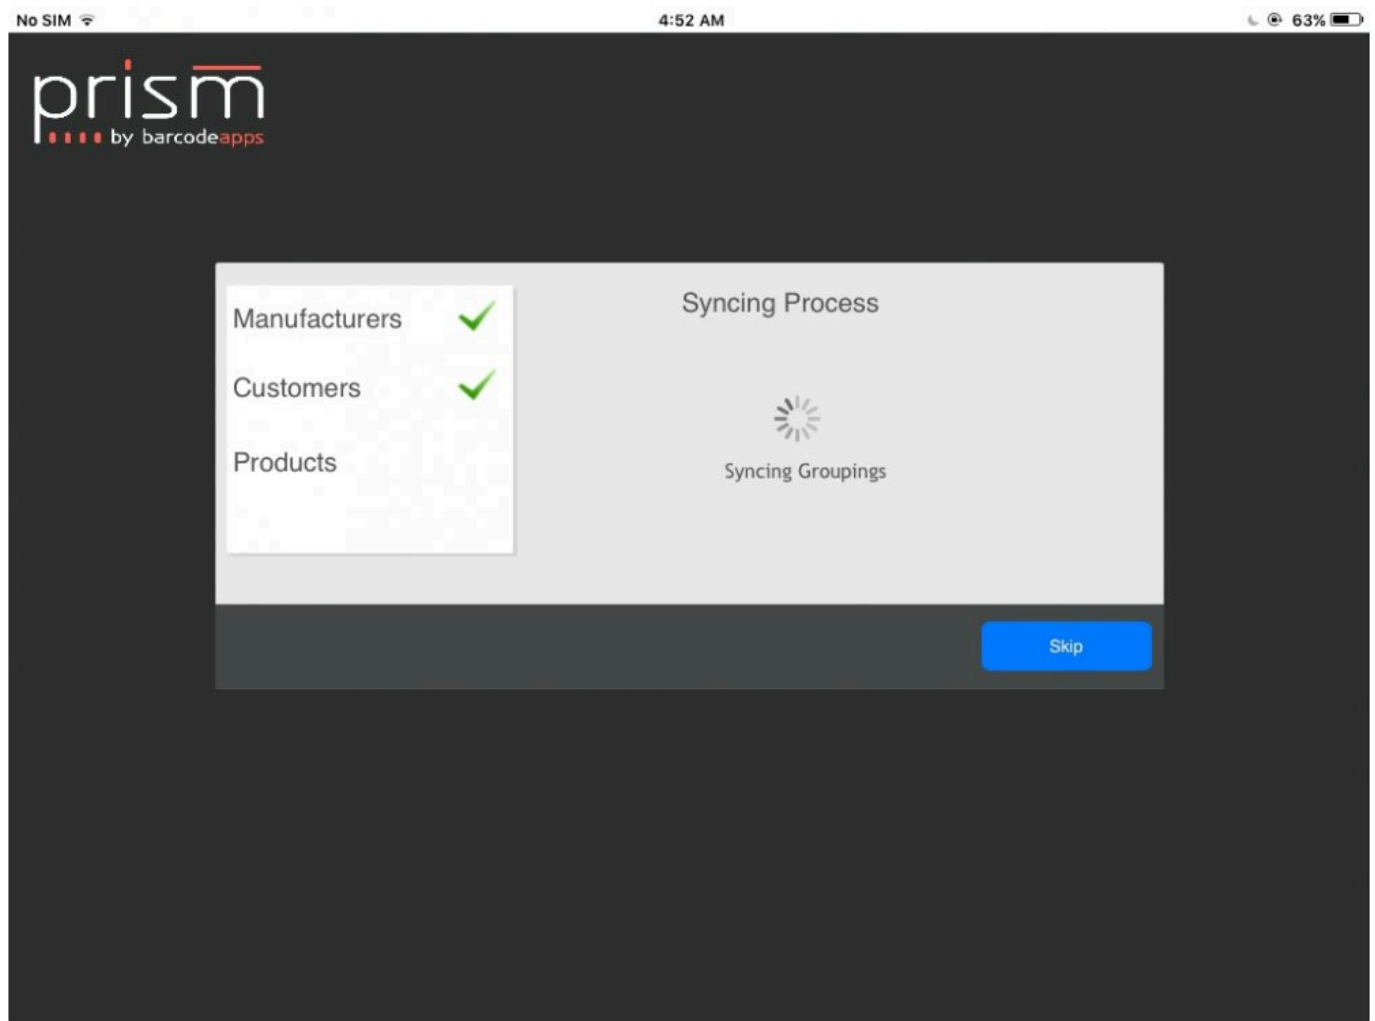 No SIM 4:52 AM 63%
prism
by barcodeapps
Manufacturers
Customers
Products
Syncing Process
Syncing Groupings
Skip